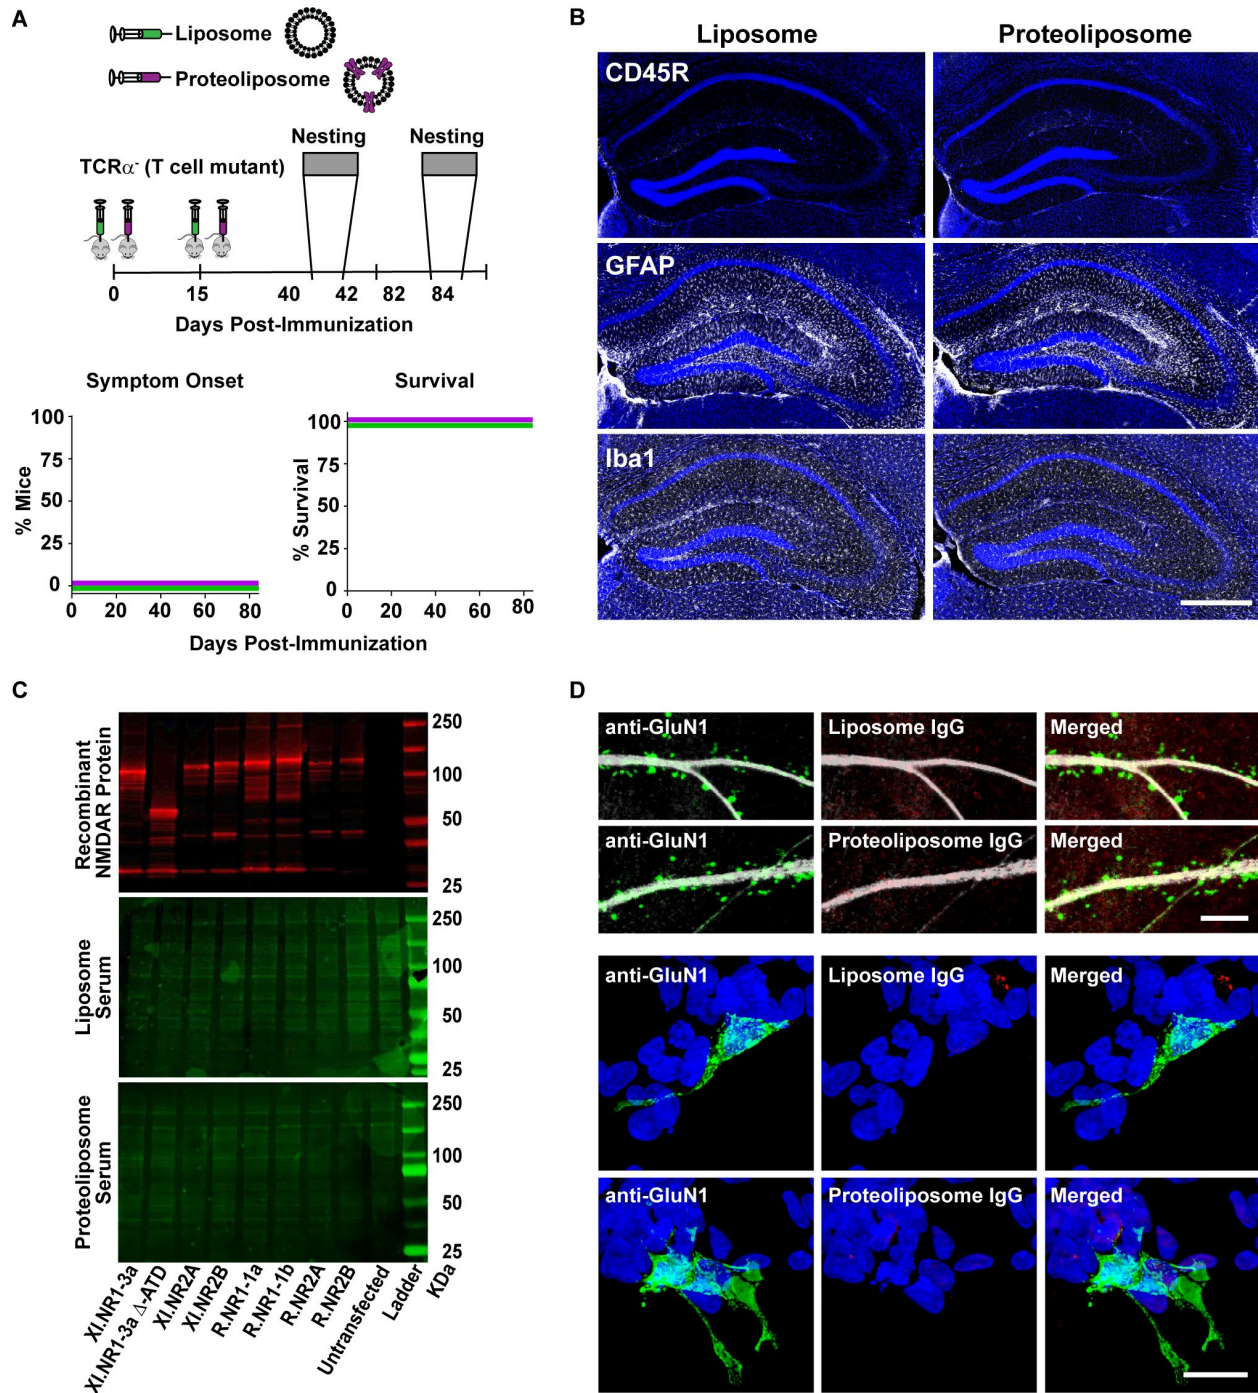 A
Liposome
Proteoliposome
Nesting
Nesting
TCRα⁻ (T cell mutant)
0
15
40
42
82
84
Days Post-Immunization
Symptom Onset
Survival
100
75
50
25
0
% Mice
0
20
40
60
80
100
75
50
25
0
% Survival
0
20
40
60
80
Days Post-Immunization
B
Liposome
Proteoliposome
CD45R
GFAP
Iba1
C
Recombinant
NMDAR Protein
250
100
50
25
Liposome
Serum
250
100
50
25
Proteoliposome
Serum
250
100
50
25
Xl.NR1-3a
Xl.NR1-3a Δ-ATD
Xl.NR2A
Xl.NR2B
R.NR1-1a
R.NR1-1b
R.NR2A
R.NR2B
Untransfected
Ladder
KDa
D
anti-GluN1
Liposome IgG
Merged
anti-GluN1
Proteoliposome IgG
Merged
anti-GluN1
Liposome IgG
Merged
anti-GluN1
Proteoliposome IgG
Merged